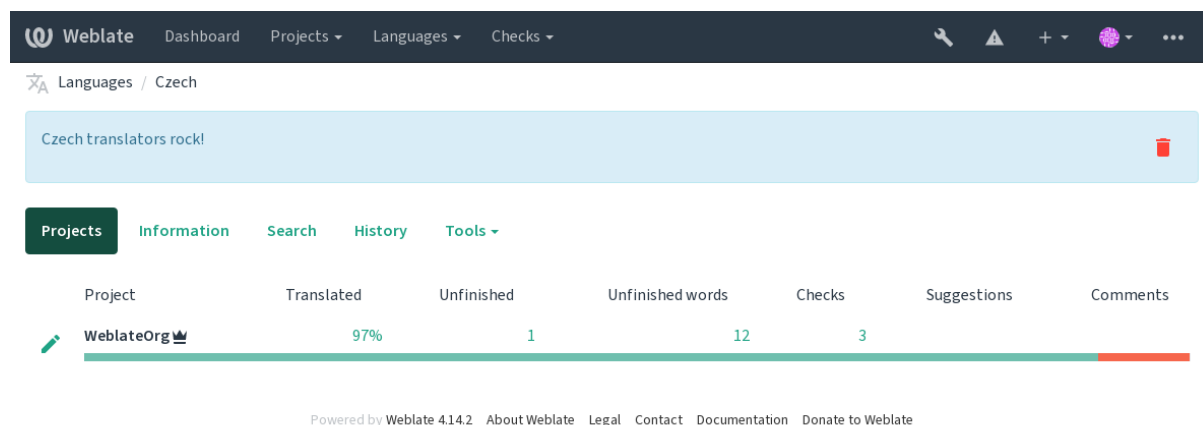 Weblate Dashboard Projects Languages Checks
Languages / Czech
Czech translators rock!
Projects Information Search History Tools
Project Translated Unfinished Unfinished words Checks Suggestions Comments
WeblateOrg 97% 1 12 3
Powered by Weblate 4.14.2 About Weblate Legal Contact Documentation Donate to Weblate